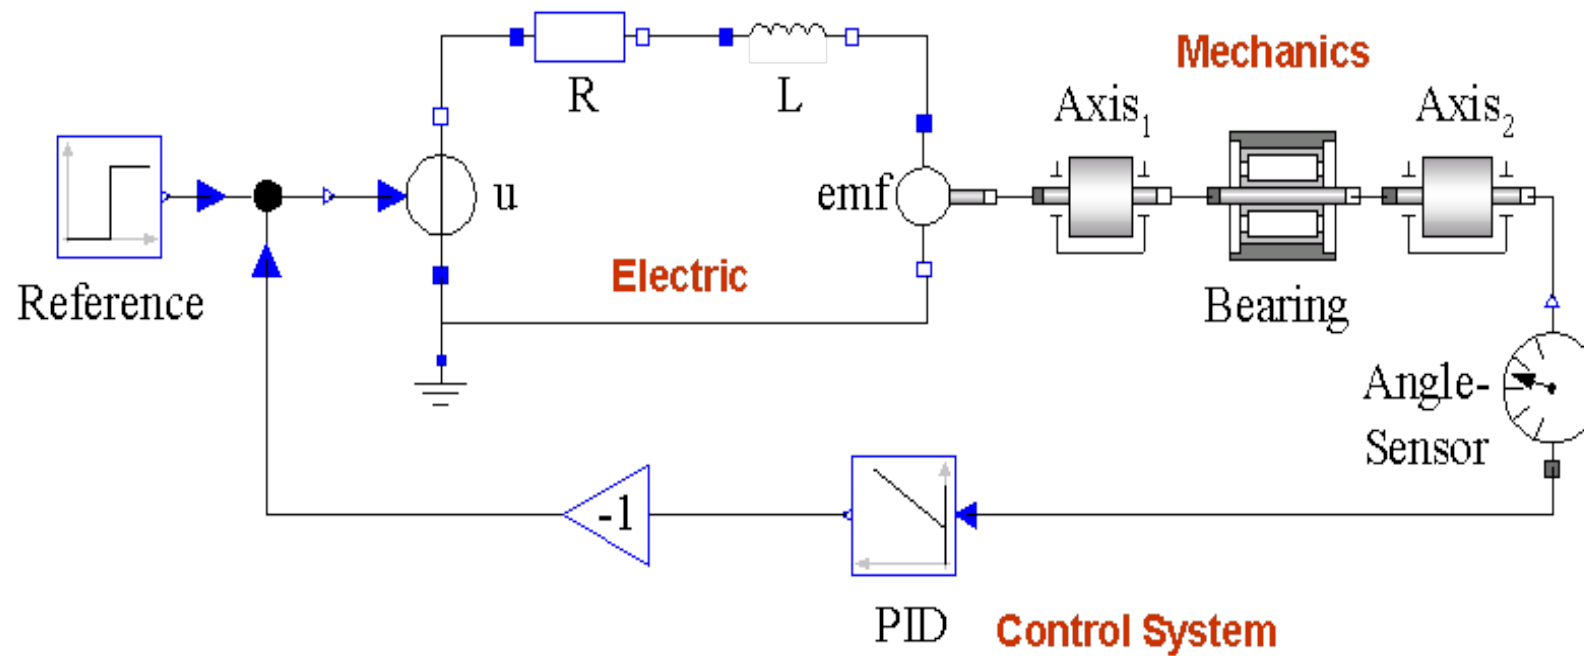 Mechanics
R
L
Axis₁
Axis₂
u
emf
Electric
Reference
Bearing
Angle-
Sensor
-1
PID
Control System